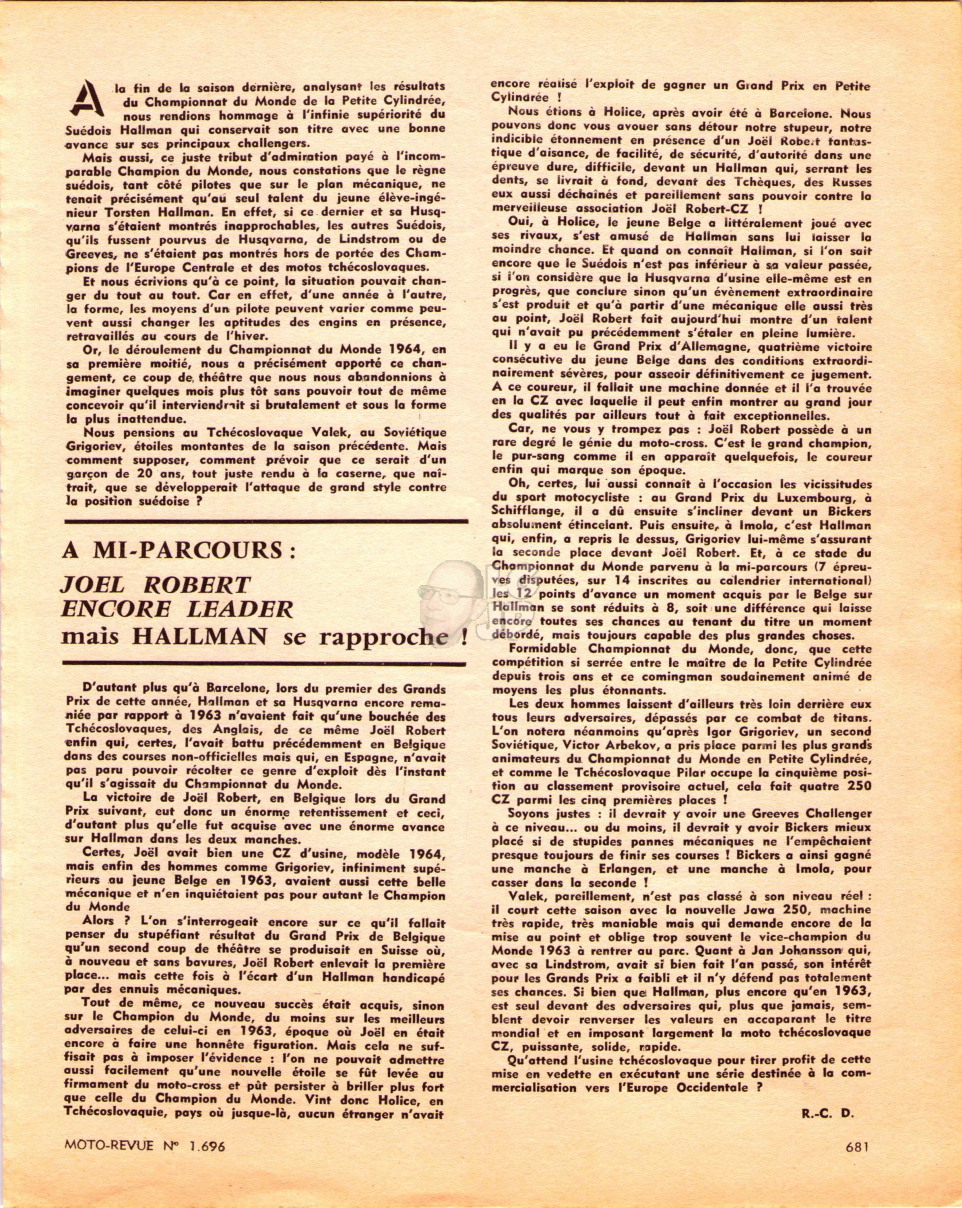 A la fin de la saison dernière, analysant les résultats
du Championnat du Monde de la Petite Cylindrée,
nous rendions hommage à l'infinie supériorité du
Suédois Hallman qui conservait son titre avec une bonne
avance sur ses principaux challengers.
Mais aussi, ce juste tribut d'admiration payé à l'incom-
parable Champion du Monde, nous constations que le règne
suédois, tant côté pilotes que sur le plan mécanique, ne
tenait précisément qu'au seul talent du jeune élève-ingé-
nieur Torsten Hallman. En effet, si ce dernier et sa Husq-
varna s'étaient montrés inapprochables, les autres Suédois,
qu'ils fussent pourvus de Husqvarna, de Lindstrom ou de
Greeves, ne s'étaient pas montrés hors de portée des Cham-
pions de l'Europe Centrale et des motos tchécoslovaques.
Et nous écrivions qu'à ce point, la situation pouvait chan-
ger du tout au tout. Car en effet, d'une année à l'autre,
la forme, les moyens d'un pilote peuvent varier comme peu-
vent aussi changer les aptitudes des engins en présence,
retravaillés au cours de l'hiver.
Or, le déroulement du Championnat du Monde 1964, en
sa première moitié, nous a précisément apporté ce chan-
gement, ce coup de théâtre que nous nous abandonnions à
imaginer quelques mois plus tôt sans pouvoir tout de même
concevoir qu'il interviendrait si brutalement et sous la forme
la plus inattendue.
Nous pensions au Tchécoslovaque Valek, au Soviétique
Grigoriev, étoiles montantes de la saison précédente. Mais
comment supposer, comment prévoir que ce serait d'un
garçon de 20 ans, tout juste rendu à la caserne, que naî-
trait, que se développerait l'attaque de grand style contre
la position suédoise ?
A MI-PARCOURS :
JOEL ROBERT
ENCORE LEADER
mais HALLMAN se rapproche !
D'autant plus qu'à Barcelone, lors du premier des Grands
Prix de cette année, Hallman et sa Husqvarna encore rema-
niée par rapport à 1963 n'avaient fait qu'une bouchée des
Tchécoslovaques, des Anglais, de ce même Joël Robert
enfin qui, certes, l'avait battu précédemment en Belgique
dans des courses non-officielles mais qui, en Espagne, n'avait
pas paru pouvoir récolter ce genre d'exploit dès l'instant
qu'il s'agissait du Championnat du Monde.
La victoire de Joël Robert, en Belgique lors du Grand
Prix suivant, eut donc un énorme retentissement et ceci,
d'autant plus qu'elle fut acquise avec une énorme avance
sur Hallman dans les deux manches.
Certes, Joël avait bien une CZ d'usine, modèle 1964,
mais enfin des hommes comme Grigoriev, infiniment supé-
rieurs au jeune Belge en 1963, avaient aussi cette belle
mécanique et n'en inquiétaient pas pour autant le Champion
du Monde
Alors ? L'on s'interrogeait encore sur ce qu'il fallait
penser du stupéfiant résultat du Grand Prix de Belgique
qu'un second coup de théâtre se produisait en Suisse où,
à nouveau et sans bavures, Joël Robert enlevait la première
place... mais cette fois à l'écart d'un Hallman handicapé
par des ennuis mécaniques.
Tout de même, ce nouveau succès était acquis, sinon
sur le Champion du Monde, du moins sur les meilleurs
adversaires de celui-ci en 1963, époque où Joël en était
encore à faire une honnête figuration. Mais cela ne suf-
fisait pas à imposer l'évidence : l'on ne pouvait admettre
aussi facilement qu'une nouvelle étoile se fût levée au
firmament du moto-cross et pût persister à briller plus fort
que celle du Champion du Monde. Vint donc Holice, en
Tchécoslovaquie, pays où jusque-là, aucun étranger n'avait
encore réalisé l'exploit de gagner un Grand Prix en Petite
Cylindrée !
Nous étions à Holice, après avoir été à Barcelone. Nous
pouvons donc vous avouer sans détour notre stupeur, notre
indicible étonnement en présence d'un Joël Robert fantas-
tique d'aisance, de facilité, de sécurité, d'autorité dans une
épreuve dure, difficile, devant un Hallman qui, serrant les
dents, se livrait à fond, devant des Tchèques, des Russes
eux aussi déchaînés et pareillement sans pouvoir contre la
merveilleuse association Joël Robert-CZ !
Oui, à Holice, le jeune Belge a littéralement joué avec
ses rivaux, s'est amusé de Hallman sans lui laisser la
moindre chance. Et quand on connaît Hallman, si l'on sait
encore que le Suédois n'est pas inférieur à sa valeur passée,
si l'on considère que la Husqvarna d'usine elle-même est en
progrès, que conclure sinon qu'un évènement extraordinaire
s'est produit et qu'à partir d'une mécanique elle aussi très
au point, Joël Robert fait aujourd'hui montre d'un talent
qui n'avait pu précédemment s'étaler en pleine lumière.
Il y a eu le Grand Prix d'Allemagne, quatrième victoire
consécutive du jeune Belge dans des conditions extraordi-
nairement sévères, pour asseoir définitivement ce jugement.
A ce coureur, il fallait une machine donnée et il l'a trouvée
en la CZ avec laquelle il peut enfin montrer au grand jour
des qualités par ailleurs tout à fait exceptionnelles.
Car, ne vous y trompez pas : Joël Robert possède à un
rare degré le génie du moto-cross. C'est le grand champion,
le pur-sang comme il en apparaît quelquefois, le coureur
enfin qui marque son époque.
Oh, certes, lui aussi connaît à l'occasion les vicissitudes
du sport motocycliste : au Grand Prix du Luxembourg, à
Schifflange, il a dû ensuite s'incliner devant un Bickers
absolument étincelant. Puis ensuite, à Imola, c'est Hallman
qui, enfin, a repris le dessus, Grigoriev lui-même s'assurant
la seconde place devant Joël Robert. Et, à ce stade du
Championnat du Monde parvenu à la mi-parcours (7 épreu-
ves disputées, sur 14 inscrites au calendrier international)
les 12 points d'avance un moment acquis par le Belge sur
Hallman se sont réduits à 8, soit une différence qui laisse
encore toutes ses chances au tenant du titre un moment
débordé, mais toujours capable des plus grandes choses.
Formidable Championnat du Monde, donc, que cette
compétition si serrée entre le maître de la Petite Cylindrée
depuis trois ans et ce comingman soudainement animé de
moyens les plus étonnants.
Les deux hommes laissent d'ailleurs très loin derrière eux
tous leurs adversaires, dépassés par ce combat de titans.
L'on notera néanmoins qu'après Igor Grigoriev, un second
Soviétique, Victor Arbekov, a pris place parmi les plus grands
animateurs du Championnat du Monde en Petite Cylindrée,
et comme le Tchécoslovaque Pilar occupe la cinquième posi-
tion au classement provisoire actuel, cela fait quatre 250
CZ parmi les cinq premières places !
Soyons justes : il devrait y avoir une Greeves Challenger
à ce niveau... ou du moins, il devrait y avoir Bickers mieux
placé si de stupides pannes mécaniques ne l'empêchaient
presque toujours de finir ses courses ! Bickers a ainsi gagné
une manche à Erlangen, et une manche à Imola, pour
casser dans la seconde !
Valek, pareillement, n'est pas classé à son niveau réel :
il court cette saison avec la nouvelle Jawa 250, machine
très rapide, très maniable mais qui demande encore de la
mise au point et oblige trop souvent le vice-champion du
Monde 1963 à rentrer au parc. Quant à Jan Johansson qui,
avec sa Lindstrom, avait si bien fait l'an passé, son intérêt
pour les Grands Prix a faibli et il n'y défend pas totalement
ses chances. Si bien que Hallman, plus encore qu'en 1963,
est seul devant des adversaires qui, plus que jamais, sem-
blent devoir renverser les valeurs en accaparant le titre
mondial et en imposant largement la moto tchécoslovaque
CZ, puissante, solide, rapide.
Qu'attend l'usine tchécoslovaque pour tirer profit de cette
mise en vedette en exécutant une série destinée à la com-
mercialisation vers l'Europe Occidentale ?
R.-C. D.
MOTO-REVUE N° 1.696
681